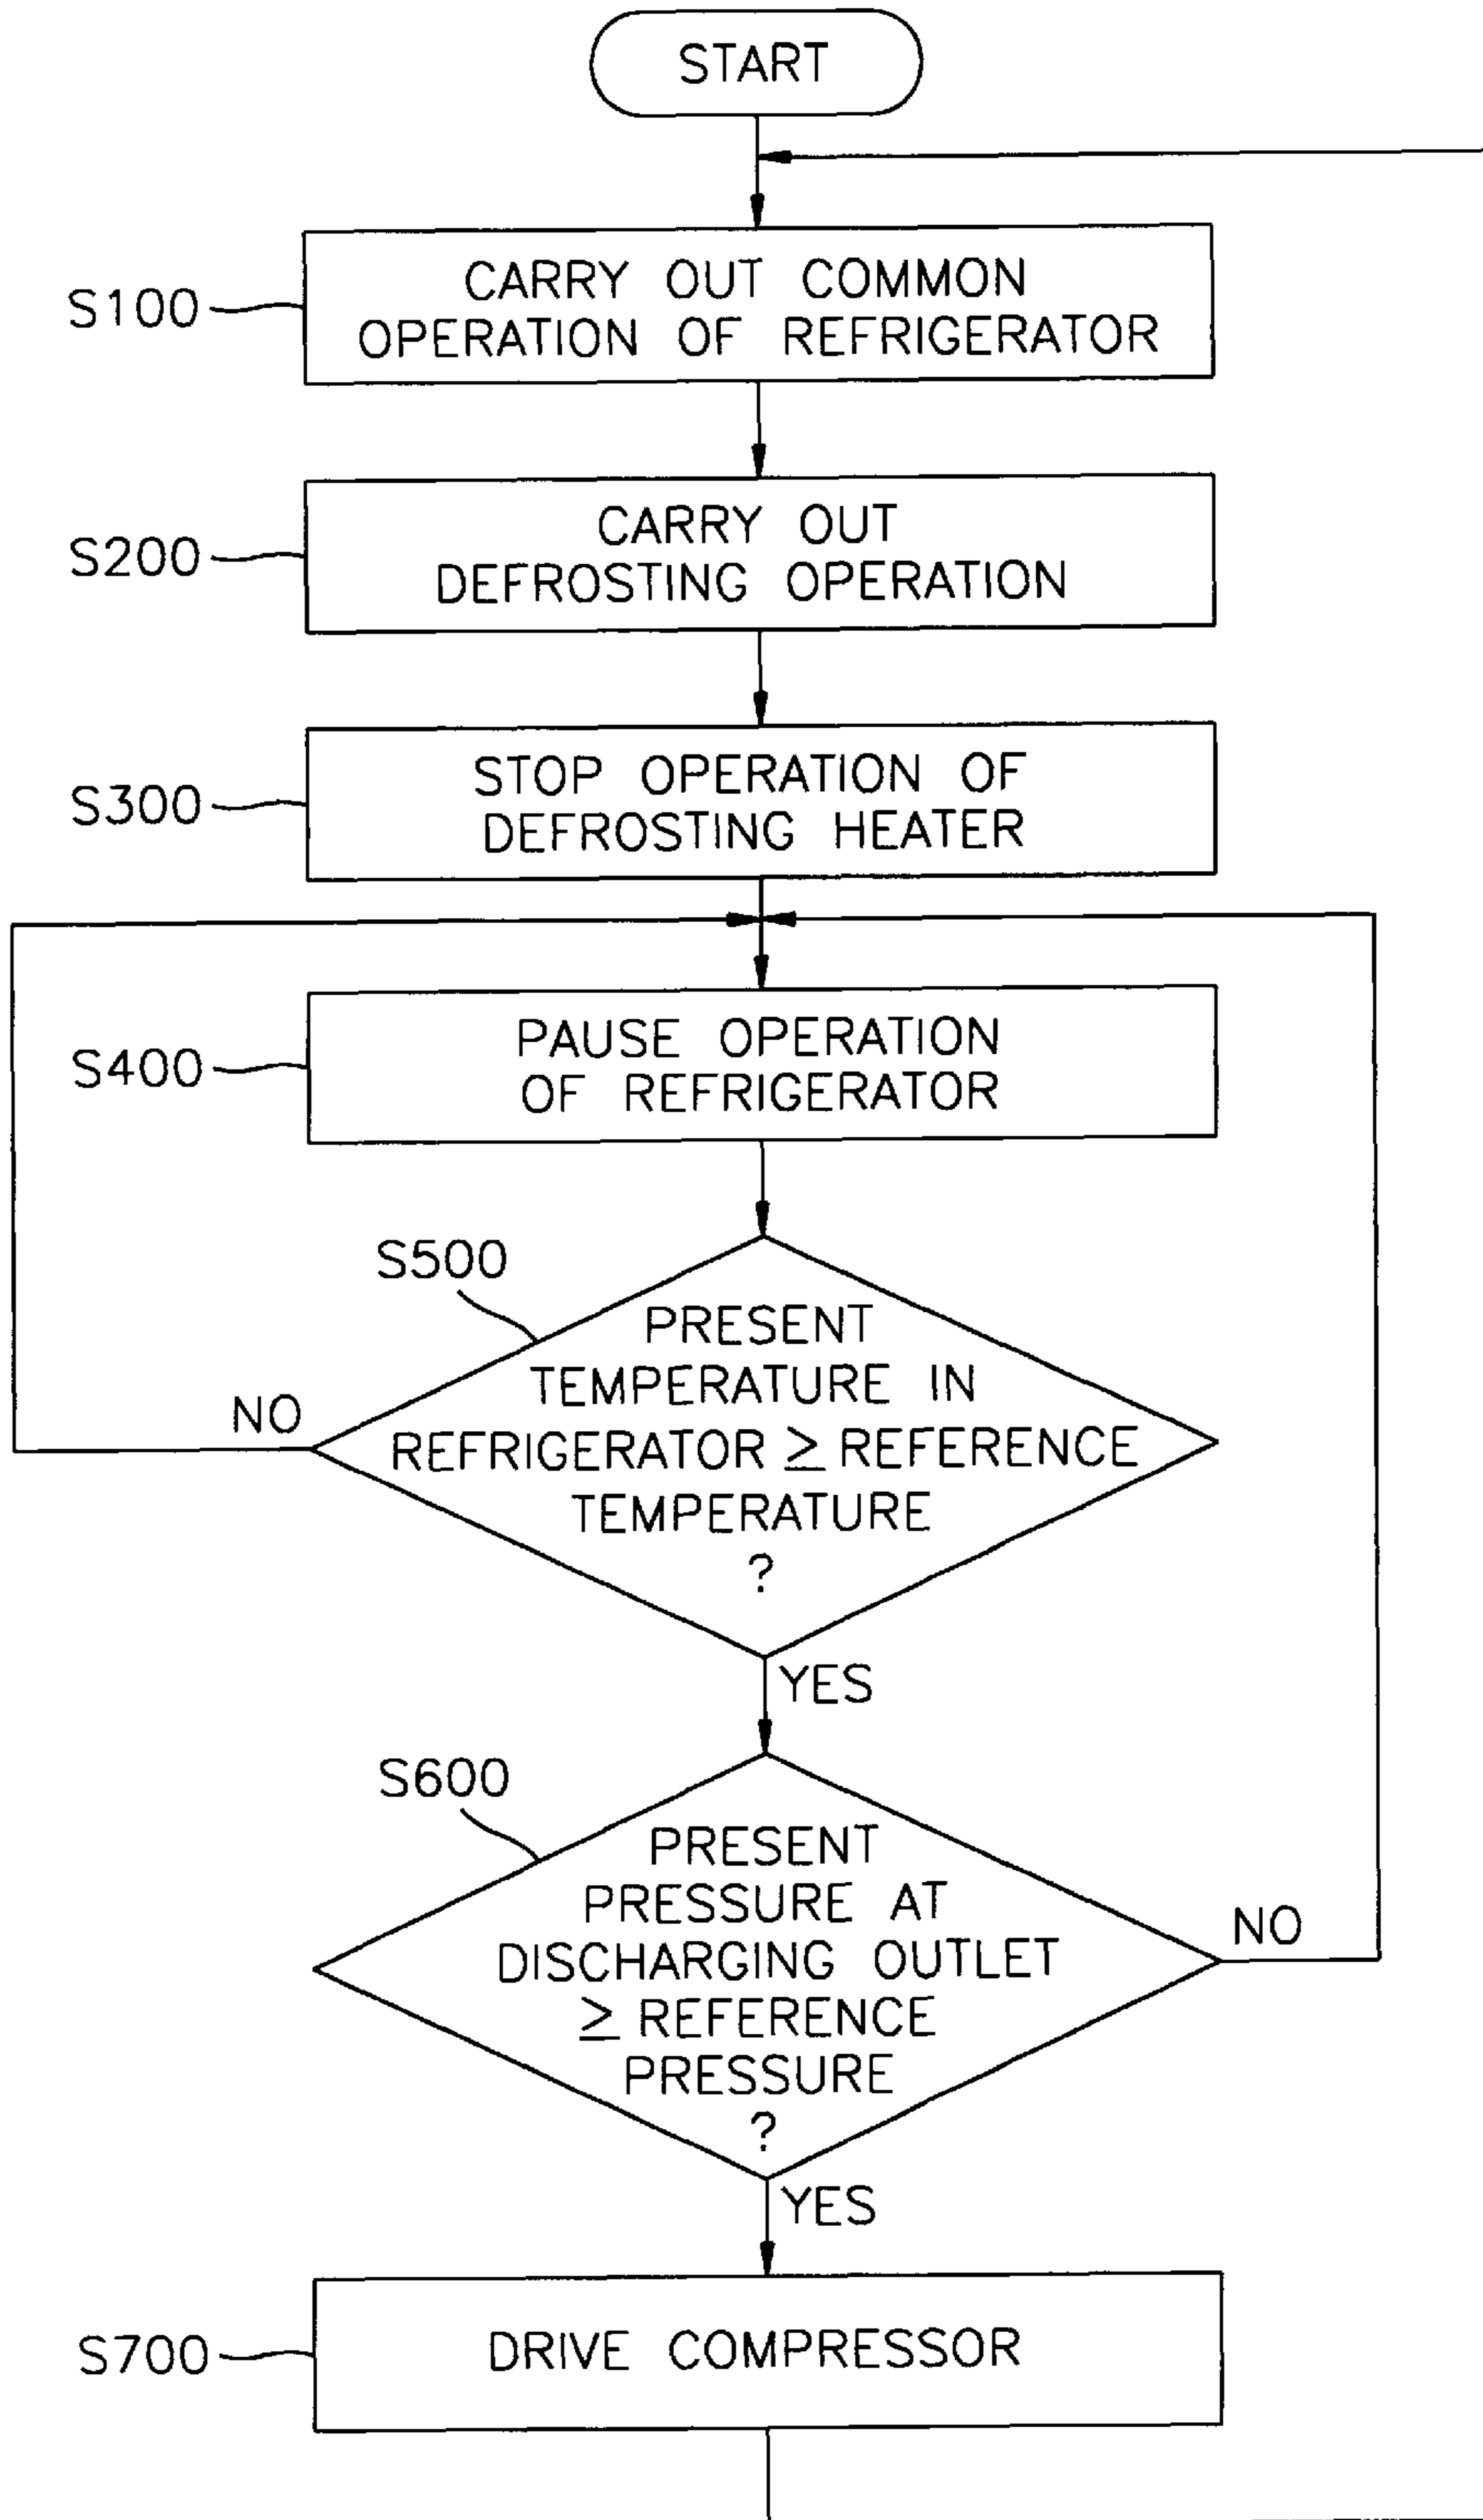 START
S100
CARRY OUT COMMON
OPERATION OF REFRIGERATOR
S200
CARRY OUT
DEFROSTING OPERATION
S300
STOP OPERATION OF
DEFROSTING HEATER
S400
PAUSE OPERATION
OF REFRIGERATOR
S500
PRESENT
TEMPERATURE IN
REFRIGERATOR ≥ REFERENCE
TEMPERATURE
?
NO
YES
S600
PRESENT
PRESSURE AT
DISCHARGING OUTLET
≥ REFERENCE
PRESSURE
?
NO
YES
S700
DRIVE COMPRESSOR